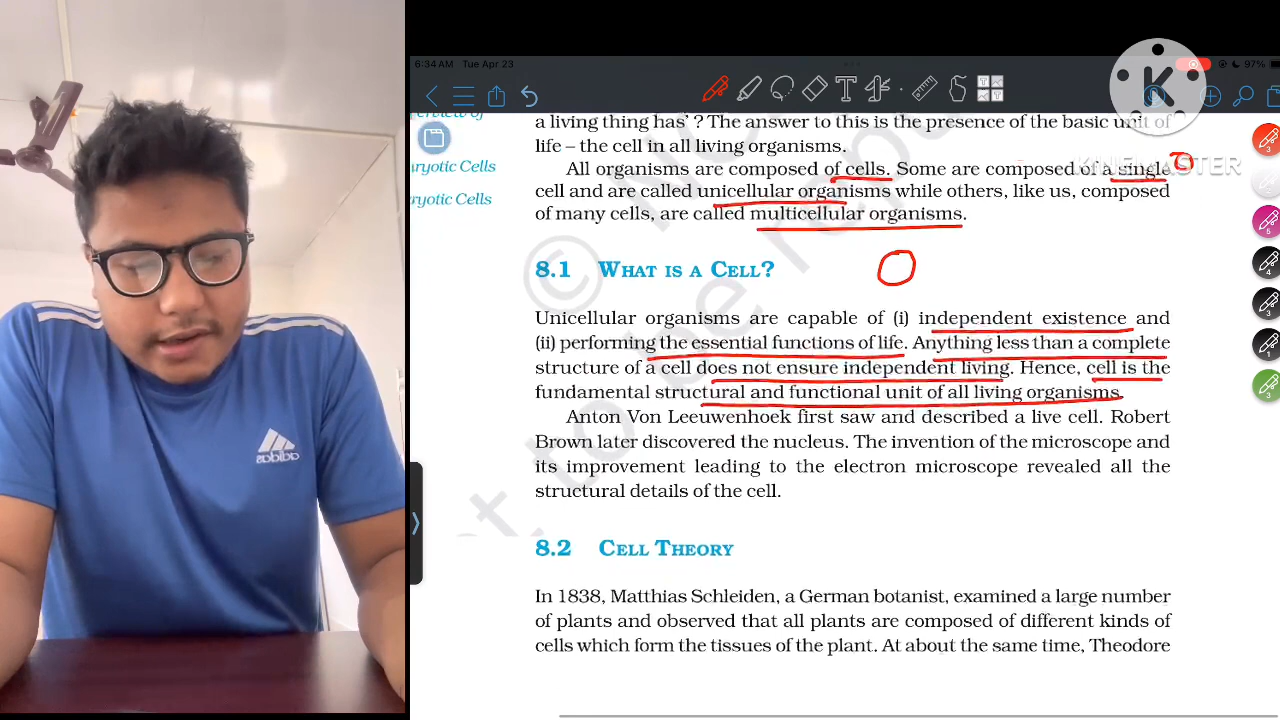 6:34 AM Tue Apr 23
97%
K
KINEMASTER
aryotic Cells
ryotic Cells
a living thing has' ? The answer to this is the presence of the basic unit of
life – the cell in all living organisms.
All organisms are composed of cells. Some are composed of a single
cell and are called unicellular organisms while others, like us, composed
of many cells, are called multicellular organisms.
8.1 WHAT IS A CELL?
Unicellular organisms are capable of (i) independent existence and
(ii) performing the essential functions of life. Anything less than a complete
structure of a cell does not ensure independent living. Hence, cell is the
fundamental structural and functional unit of all living organisms.
Anton Von Leeuwenhoek first saw and described a live cell. Robert
Brown later discovered the nucleus. The invention of the microscope and
its improvement leading to the electron microscope revealed all the
structural details of the cell.
8.2 CELL THEORY
In 1838, Matthias Schleiden, a German botanist, examined a large number
of plants and observed that all plants are composed of different kinds of
cells which form the tissues of the plant. At about the same time, Theodore
adidas